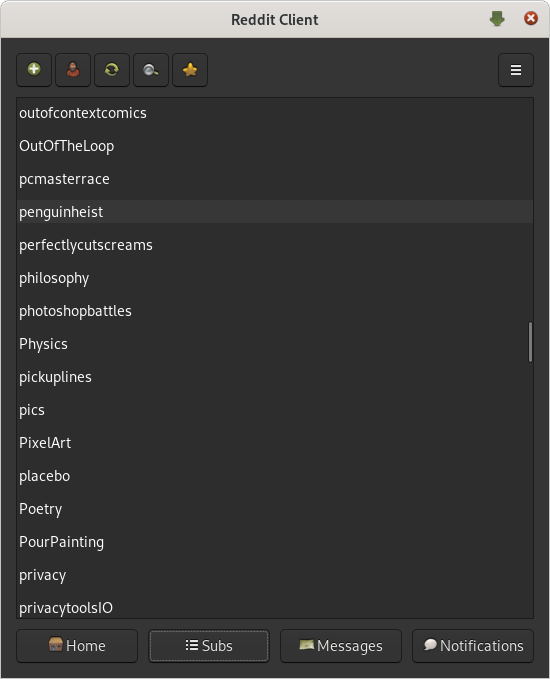 Reddit Client
outofcontextcomics
OutOfTheLoop
pcmasterrace
penguinheist
perfectlycutscreams
philosophy
photoshopbattles
Physics
pickuplines
pics
PixelArt
placebo
Poetry
PourPainting
privacy
privacytoolsIO
Home Subs Messages Notifications